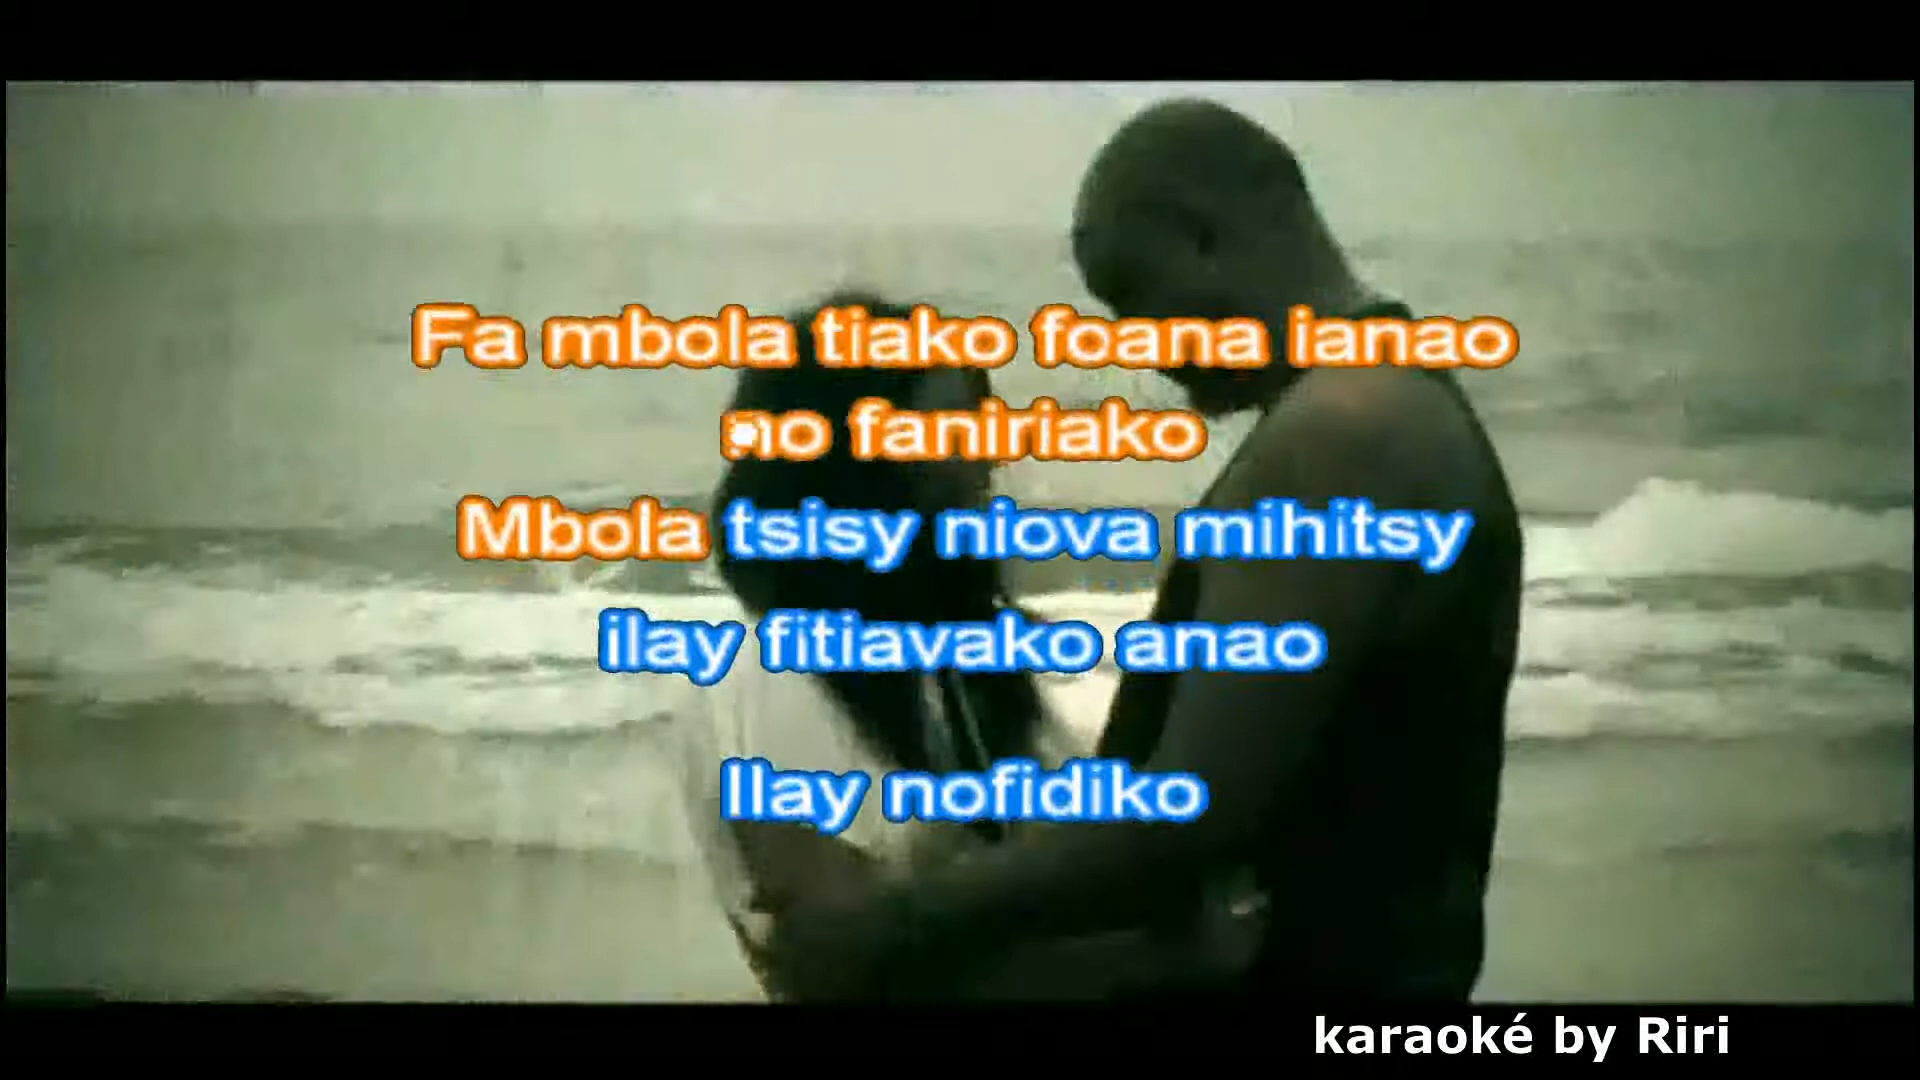 Fa mbola tiako foana ianao
no faniriako
Mbola tsisy niova mihitsy
ilay fitiavako anao
Ilay nofidiko
karaoké by Riri